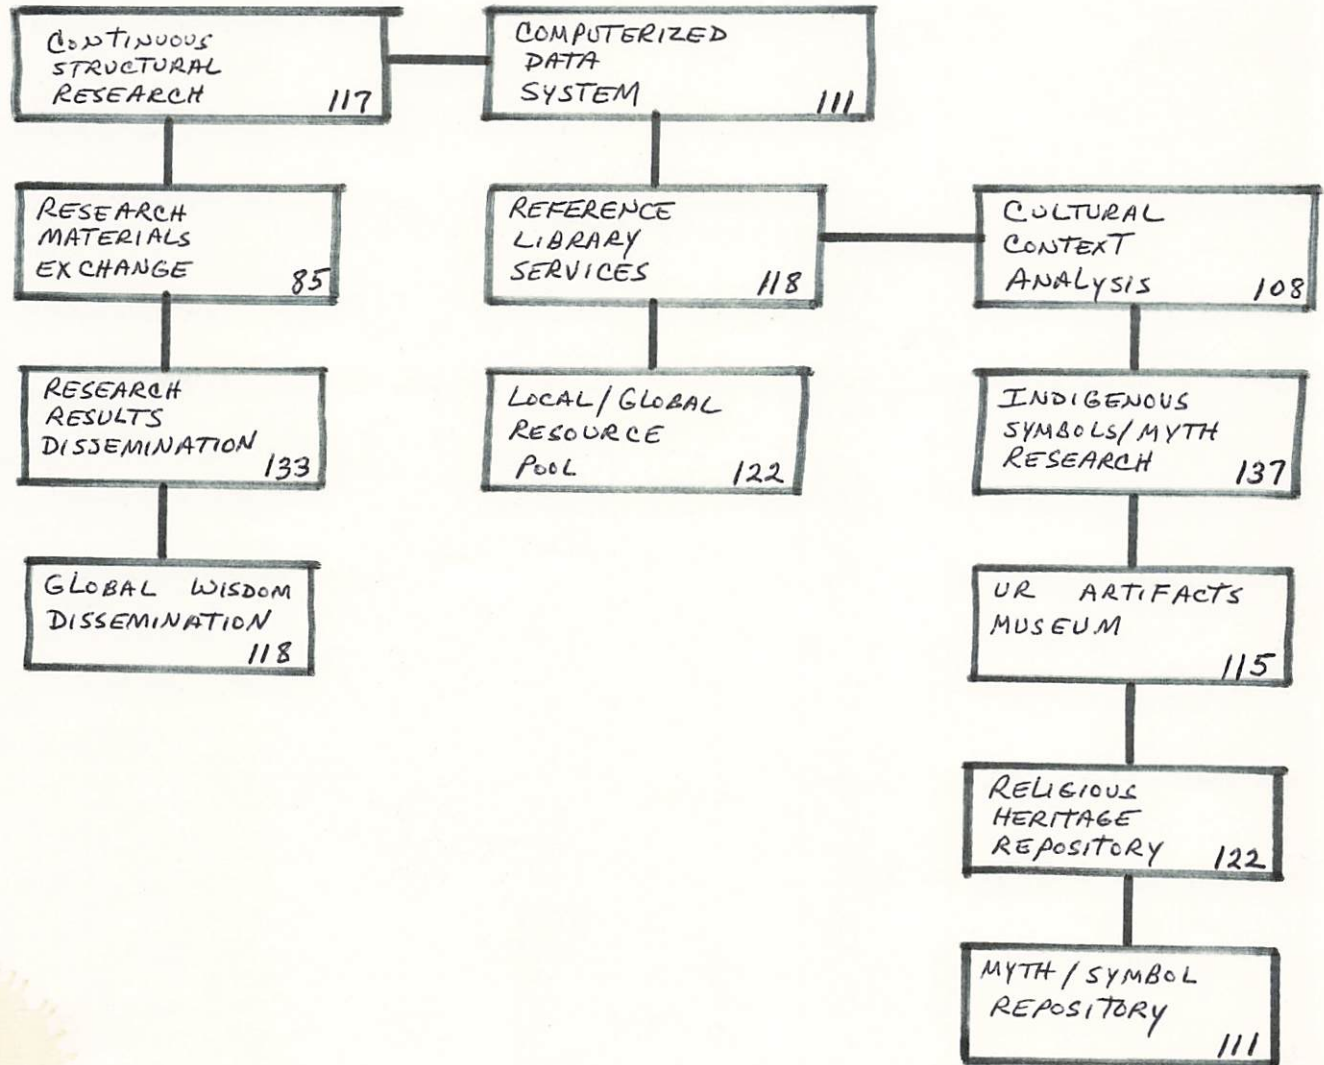 CONTINUOUS
STRUCTURAL
RESEARCH 117
COMPUTERIZED
DATA
SYSTEM 111
RESEARCH
MATERIALS
EXCHANGE 85
REFERENCE
LIBRARY
SERVICES 118
CULTURAL
CONTEXT
ANALYSIS 108
RESEARCH
RESULTS
DISSEMINATION 133
LOCAL/GLOBAL
RESOURCE
POOL 122
INDIGENOUS
SYMBOLS/MYTH
RESEARCH 137
GLOBAL WISDOM
DISSEMINATION
118
UR ARTIFACTS
MUSEUM
115
RELIGIOUS
HERITAGE
REPOSITORY 122
MYTH/SYMBOL
REPOSITORY
111